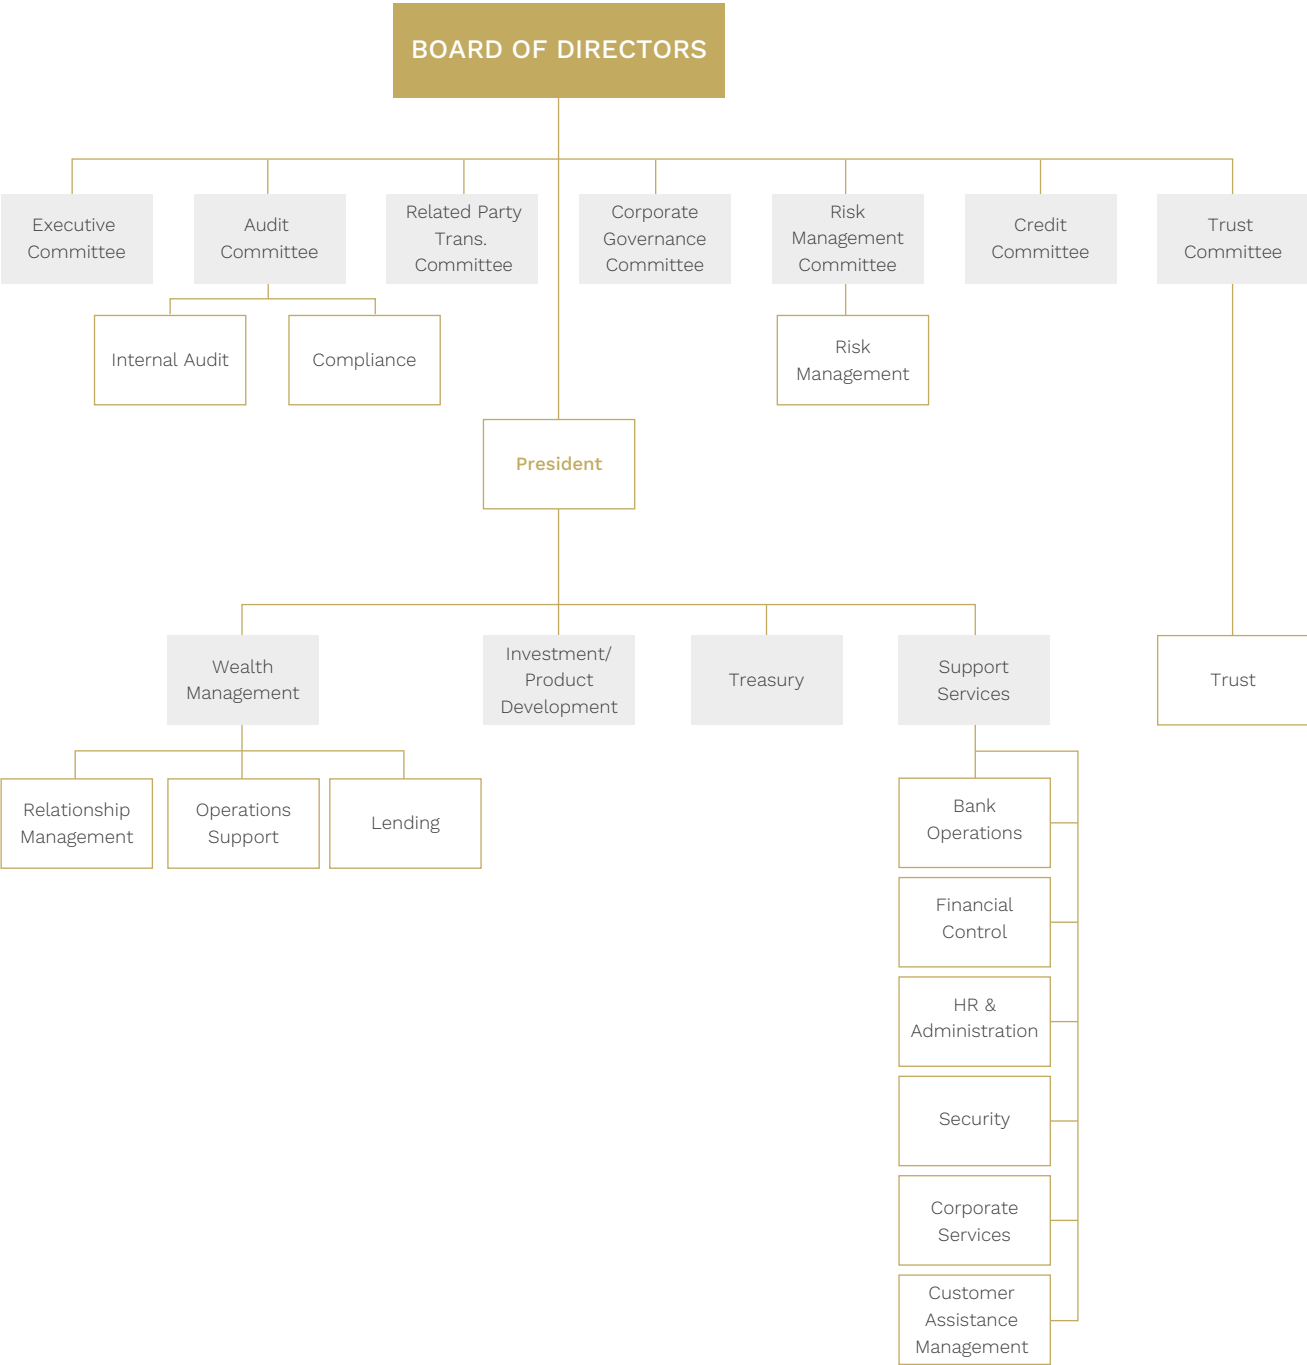 BOARD OF DIRECTORS
Executive
Committee
Audit
Committee
Related Party
Trans.
Committee
Corporate
Governance
Committee
Risk
Management
Committee
Credit
Committee
Trust
Committee
Internal Audit
Compliance
Risk
Management
President
Wealth
Management
Investment/
Product
Development
Treasury
Support
Services
Trust
Relationship
Management
Operations
Support
Lending
Bank
Operations
Financial
Control
HR &
Administration
Security
Corporate
Services
Customer
Assistance
Management